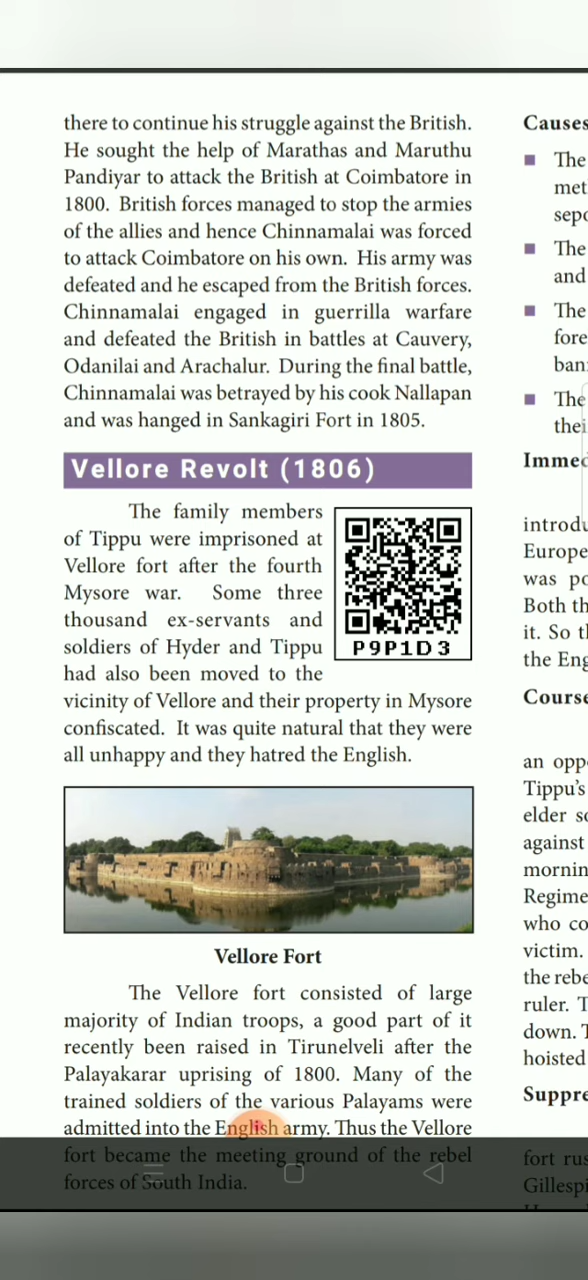 there to continue his struggle against the British.
He sought the help of Marathas and Maruthu
Pandiyar to attack the British at Coimbatore in
1800. British forces managed to stop the armies
of the allies and hence Chinnamalai was forced
to attack Coimbatore on his own. His army was
defeated and he escaped from the British forces.
Chinnamalai engaged in guerrilla warfare
and defeated the British in battles at Cauvery,
Odanilai and Arachalur. During the final battle,
Chinnamalai was betrayed by his cook Nallapan
and was hanged in Sankagiri Fort in 1805.
Vellore Revolt (1806)
The family members
of Tippu were imprisoned at
Vellore fort after the fourth
Mysore war. Some three
thousand ex-servants and
soldiers of Hyder and Tippu
had also been moved to the
vicinity of Vellore and their property in Mysore
confiscated. It was quite natural that they were
all unhappy and they hatred the English.
P9P1D3
Vellore Fort
The Vellore fort consisted of large
majority of Indian troops, a good part of it
recently been raised in Tirunelveli after the
Palayakarar uprising of 1800. Many of the
trained soldiers of the various Palayams were
admitted into the English army. Thus the Vellore
fort became the meeting ground of the rebel
forces of South India.
Causes
The
met
sepo
The
and
The
fore
ban
The
thei
Immed
introdu
Europe
was po
Both th
it. So th
the Eng
Course
an oppo
Tippu's
elder so
against
mornin
Regime
who co
victim.
the rebe
ruler. T
down. T
hoisted
Suppre
fort rus
Gillespi